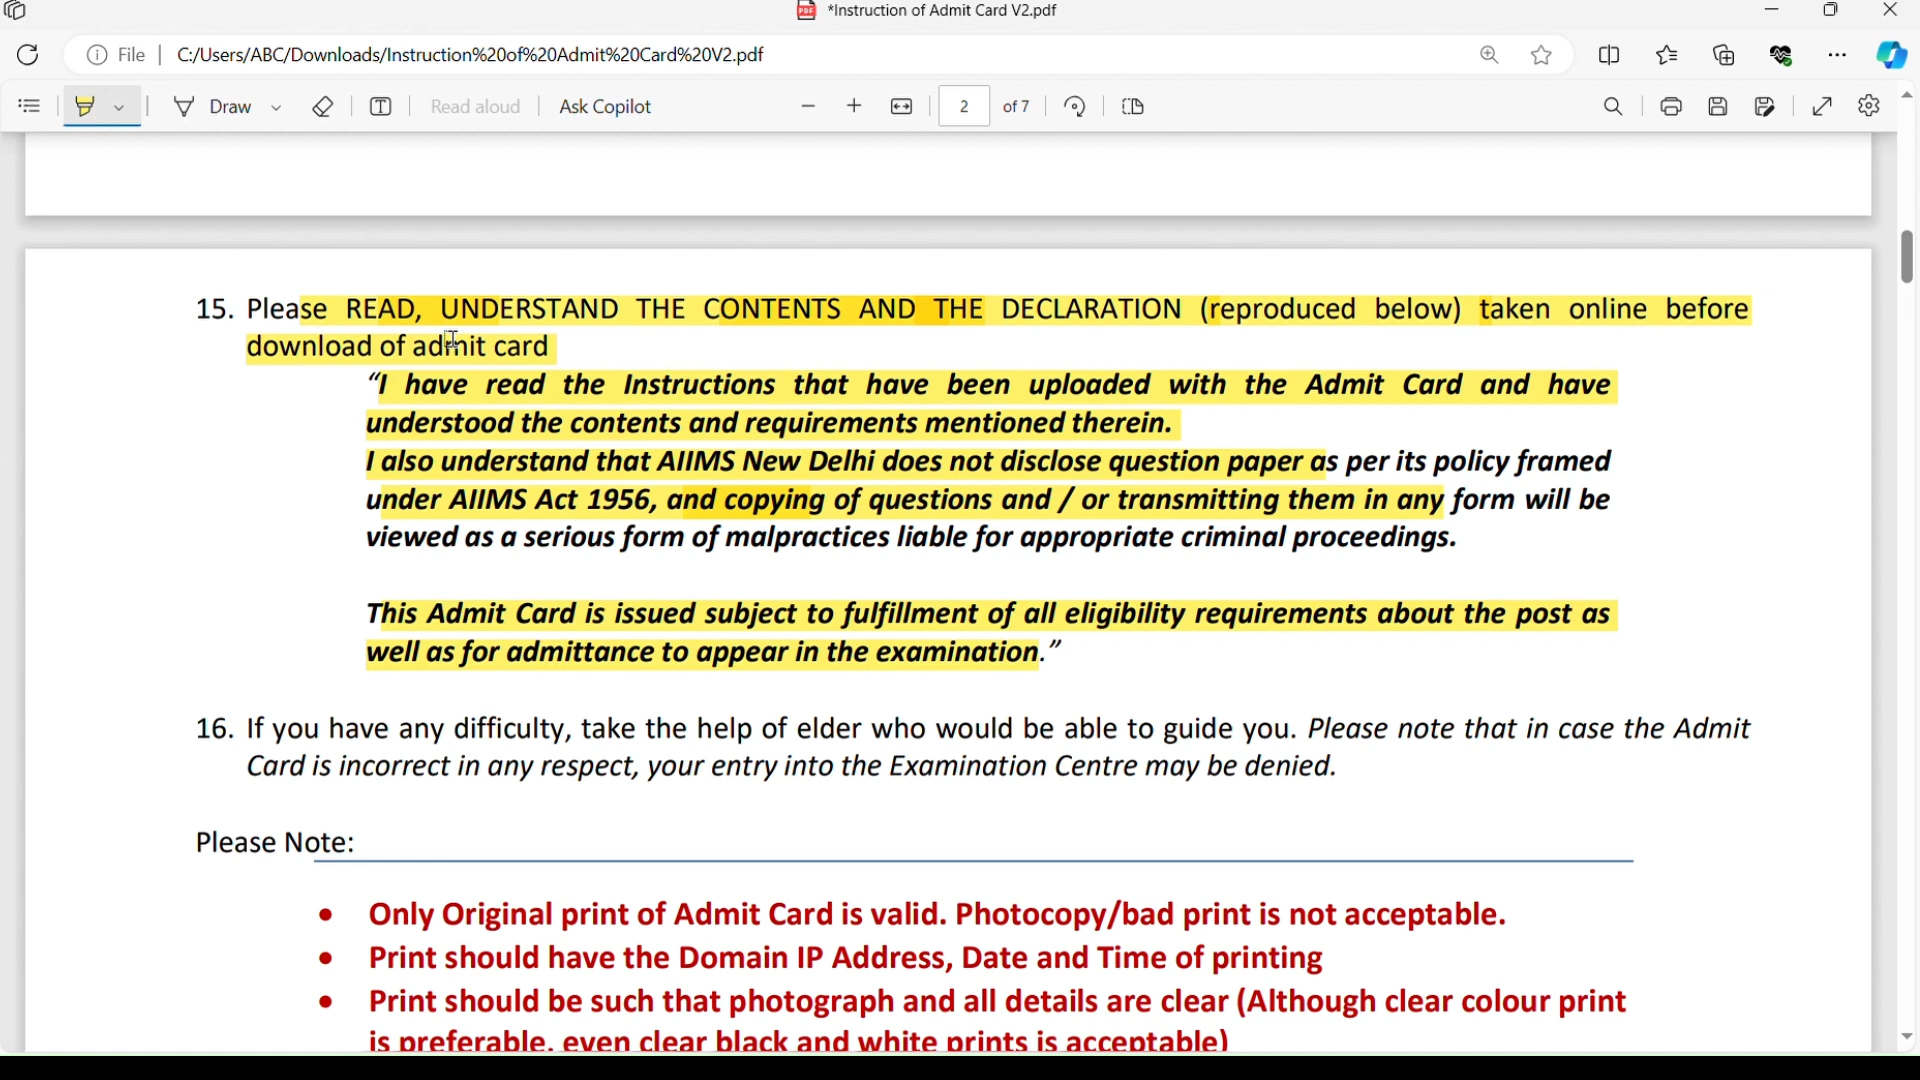 *Instruction of Admit Card V2.pdf
File
C:/Users/ABC/Downloads/Instruction%20of%20Admit%20Card%20V2.pdf
Draw
Read aloud
Ask Copilot
2 of 7
15. Please READ, UNDERSTAND THE CONTENTS AND THE DECLARATION (reproduced below) taken online before
download of admit card
“I have read the Instructions that have been uploaded with the Admit Card and have
understood the contents and requirements mentioned therein.
I also understand that AIIMS New Delhi does not disclose question paper as per its policy framed
under AIIMS Act 1956, and copying of questions and / or transmitting them in any form will be
viewed as a serious form of malpractices liable for appropriate criminal proceedings.
This Admit Card is issued subject to fulfillment of all eligibility requirements about the post as
well as for admittance to appear in the examination.”
16. If you have any difficulty, take the help of elder who would be able to guide you. Please note that in case the Admit
Card is incorrect in any respect, your entry into the Examination Centre may be denied.
Please Note:
• Only Original print of Admit Card is valid. Photocopy/bad print is not acceptable.
• Print should have the Domain IP Address, Date and Time of printing
• Print should be such that photograph and all details are clear (Although clear colour print
is preferable, even clear black and white prints is acceptable)